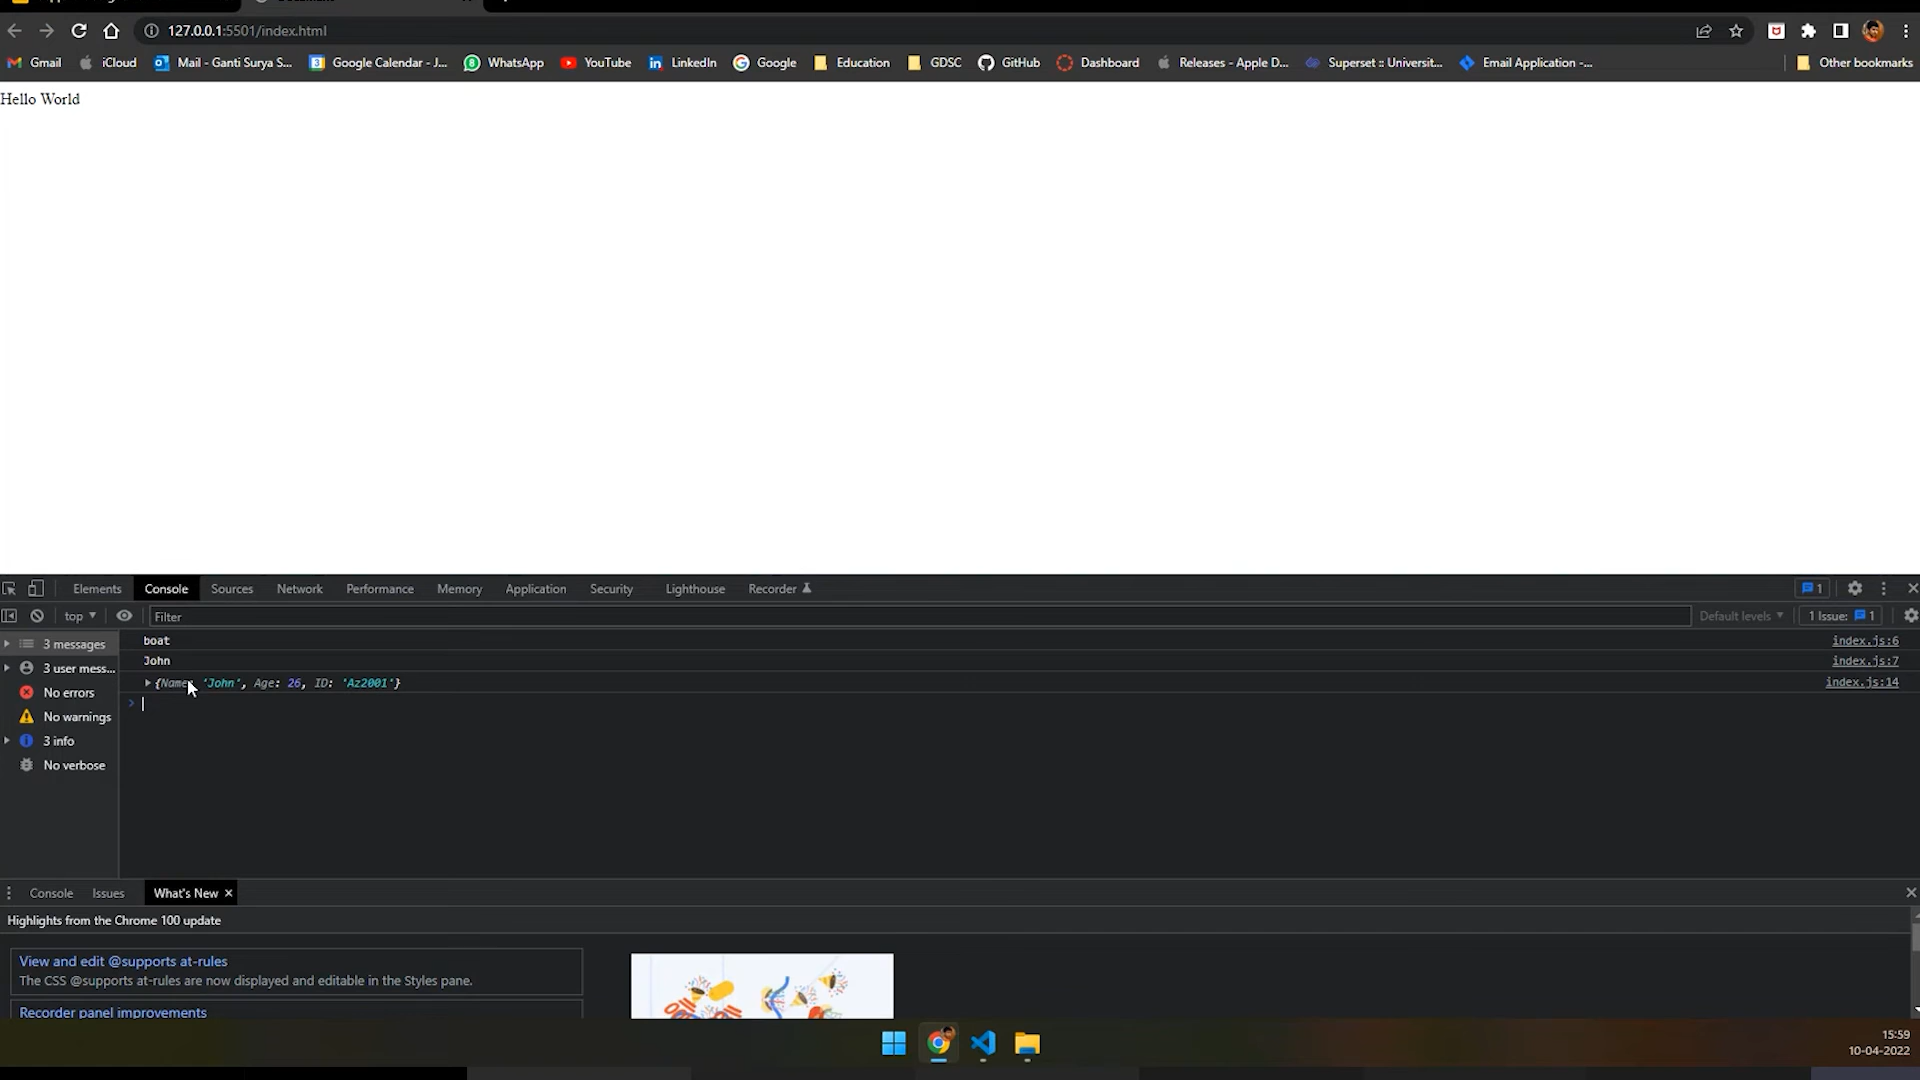 127.0.0.1:5501/index.html
Gmail iCloud Mail - Ganti Surya S... Google Calendar - J... WhatsApp YouTube LinkedIn Google Education GDSC GitHub Dashboard Releases - Apple D... Superset :: Universit... Email Application -... Other bookmarks
Hello World
Elements Console Sources Network Performance Memory Application Security Lighthouse Recorder 1
top Filter Default levels 1 Issue: 1
3 messages
3 user mess...
No errors
No warnings
3 info
No verbose
boat index.js:6
John index.js:7
{Name: 'John', Age: 26, ID: 'Az2001'} index.js:14
Console Issues What's New
Highlights from the Chrome 100 update
View and edit @supports at-rules
The CSS @supports at-rules are now displayed and editable in the Styles pane.
Recorder panel improvements
15:59
10-04-2022